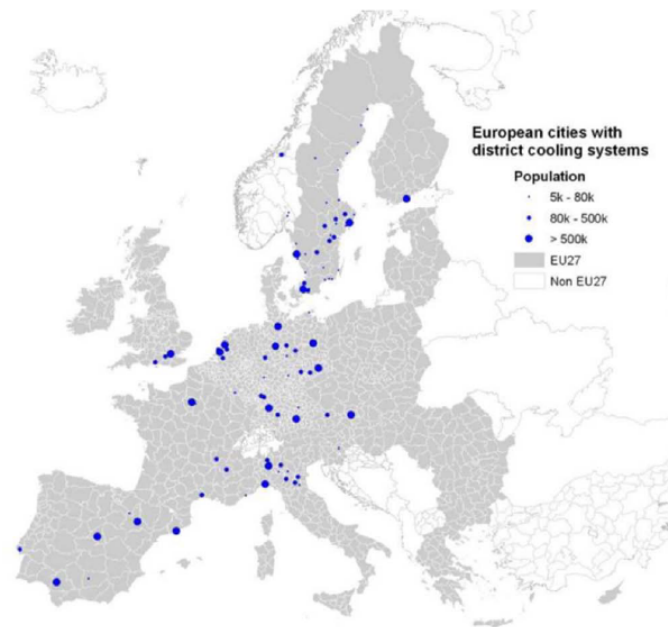 European cities with
district cooling systems
Population
5k - 80k
80k - 500k
> 500k
EU27
Non EU27